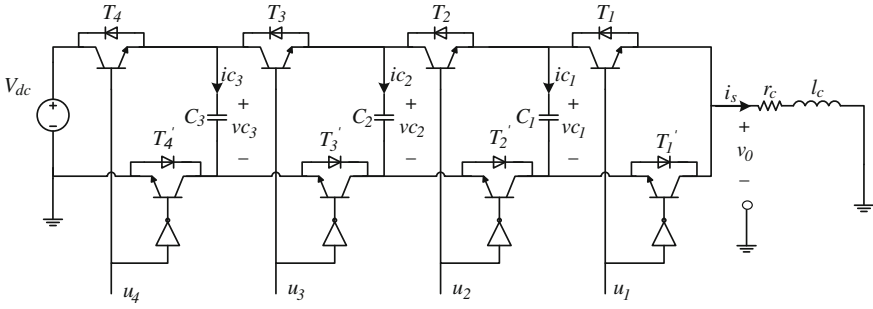 T4 T3 T2 T1
Vdc
+
−
ic3 ic2 ic1
C3 + vc3 − C2 + vc2 − C1 + vc1 −
is rc lc
+
v0
−
T4' T3' T2' T1'
u4 u3 u2 u1